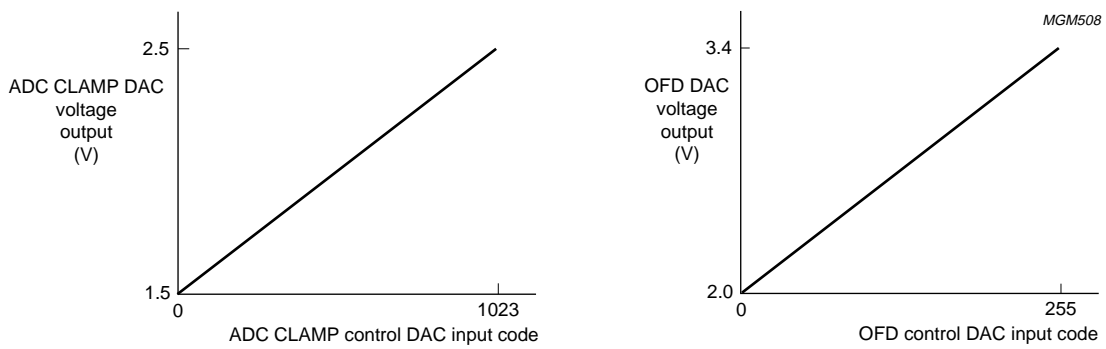 2.5
ADC CLAMP DAC
voltage
output
(V)
1.5
0
1023
ADC CLAMP control DAC input code
MGM508
3.4
OFD DAC
voltage
output
(V)
2.0
0
255
OFD control DAC input code